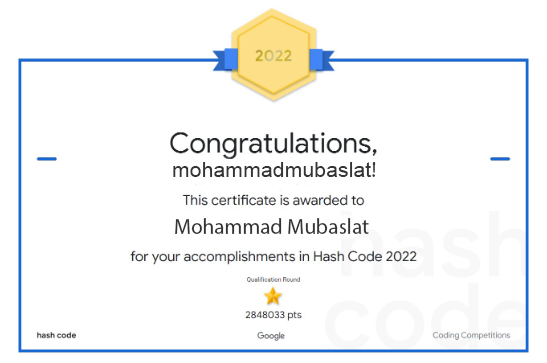 2022
Congratulations,
mohammadmubaslat!
This certificate is awarded to
Mohammad Mubaslat
for your accomplishments in Hash Code 2022
hash
code
Qualification Round
2848033 pts
hash code
Google
Coding Competitions